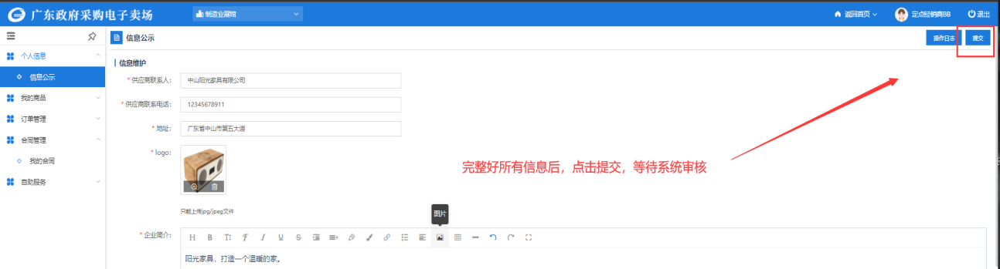 广东政府采购电子卖场
制造业展馆
返回首页
定点经销商BB
退出
个人信息
信息公示
我的商品
订单管理
合同管理
我的合同
自助服务
信息公示
操作日志
提交
信息维护
* 供应商联系人：
中山阳光家具有限公司
* 供应商联系电话：
12345678911
* 地址：
广东省中山市第五大道
* logo：
完整好所有信息后，点击提交，等待系统审核
只能上传jpg/jpeg文件
图片
* 企业简介：
H B T F I U S
阳光家具，打造一个温暖的家。